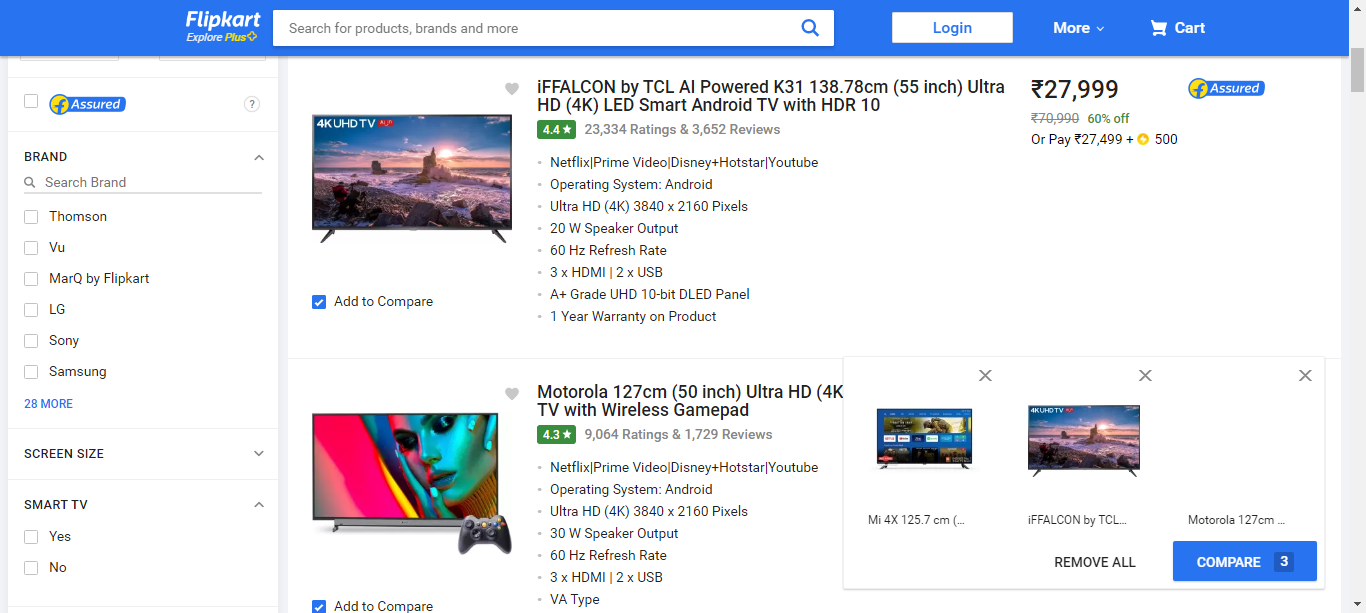 Flipkart
Explore Plus
Search for products, brands and more
Login
More
Cart
Assured
?
BRAND
Search Brand
Thomson
Vu
MarQ by Flipkart
LG
Sony
Samsung
28 MORE
SCREEN SIZE
SMART TV
Yes
No
4K UHD TV
Add to Compare
iFFALCON by TCL AI Powered K31 138.78cm (55 inch) Ultra
HD (4K) LED Smart Android TV with HDR 10
4.4 ★ 23,334 Ratings & 3,652 Reviews
Netflix|Prime Video|Disney+Hotstar|Youtube
Operating System: Android
Ultra HD (4K) 3840 x 2160 Pixels
20 W Speaker Output
60 Hz Refresh Rate
3 x HDMI | 2 x USB
A+ Grade UHD 10-bit DLED Panel
1 Year Warranty on Product
₹27,999
₹70,990 60% off
Or Pay ₹27,499 + 500
Assured
Add to Compare
Motorola 127cm (50 inch) Ultra HD (4K
TV with Wireless Gamepad
4.3 ★ 9,064 Ratings & 1,729 Reviews
Netflix|Prime Video|Disney+Hotstar|Youtube
Operating System: Android
Ultra HD (4K) 3840 x 2160 Pixels
30 W Speaker Output
60 Hz Refresh Rate
3 x HDMI | 2 x USB
VA Type
4K UHD TV
Mi 4X 125.7 cm (...
iFFALCON by TCL...
Motorola 127cm ...
REMOVE ALL
COMPARE 3